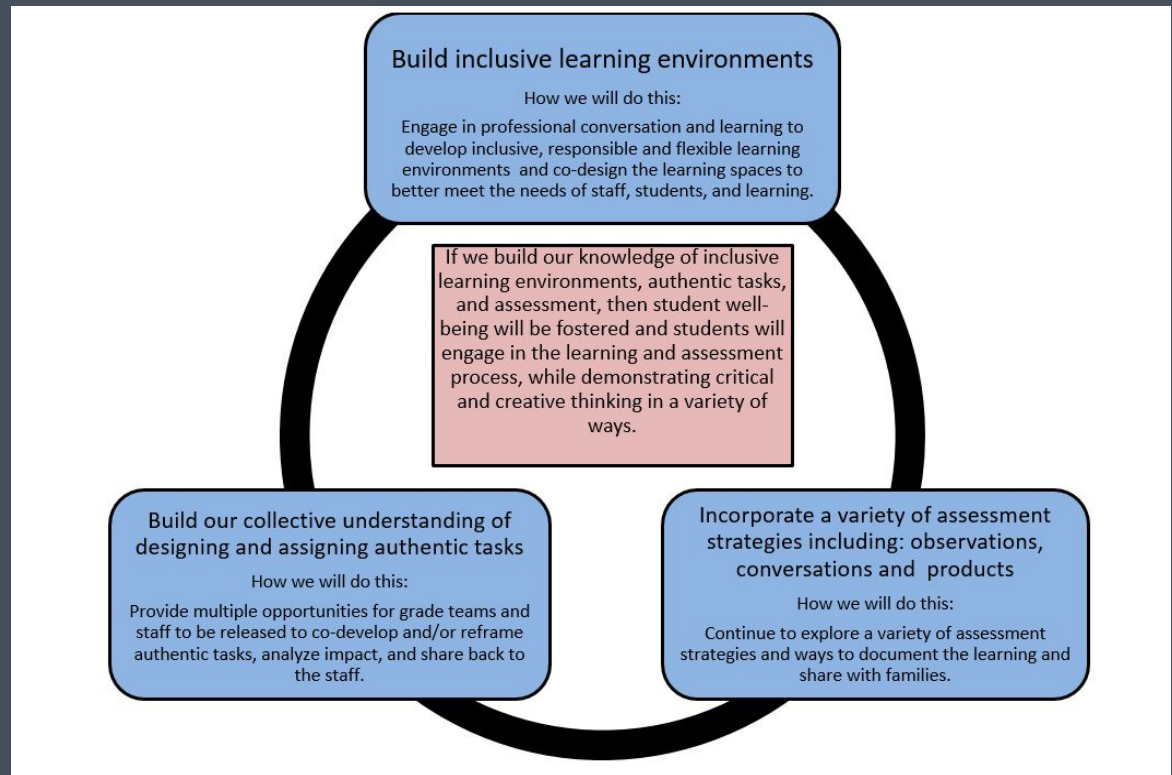 Build inclusive learning environments
How we will do this:
Engage in professional conversation and learning to
develop inclusive, responsible and flexible learning
environments  and co-design the learning spaces to
better meet the needs of staff, students, and learning.
If we build our knowledge of inclusive
learning environments, authentic tasks,
and assessment, then student well-
being will be fostered and students will
engage in the learning and assessment
process, while demonstrating critical
and creative thinking in a variety of
ways.
Build our collective understanding of
designing and assigning authentic tasks
How we will do this:
Provide multiple opportunities for grade teams and
staff to be released to co-develop and/or reframe
authentic tasks, analyze impact, and share back to
the staff.
Incorporate a variety of assessment
strategies including: observations,
conversations and  products
How we will do this:
Continue to explore a variety of assessment
strategies and ways to document the learning and
share with families.